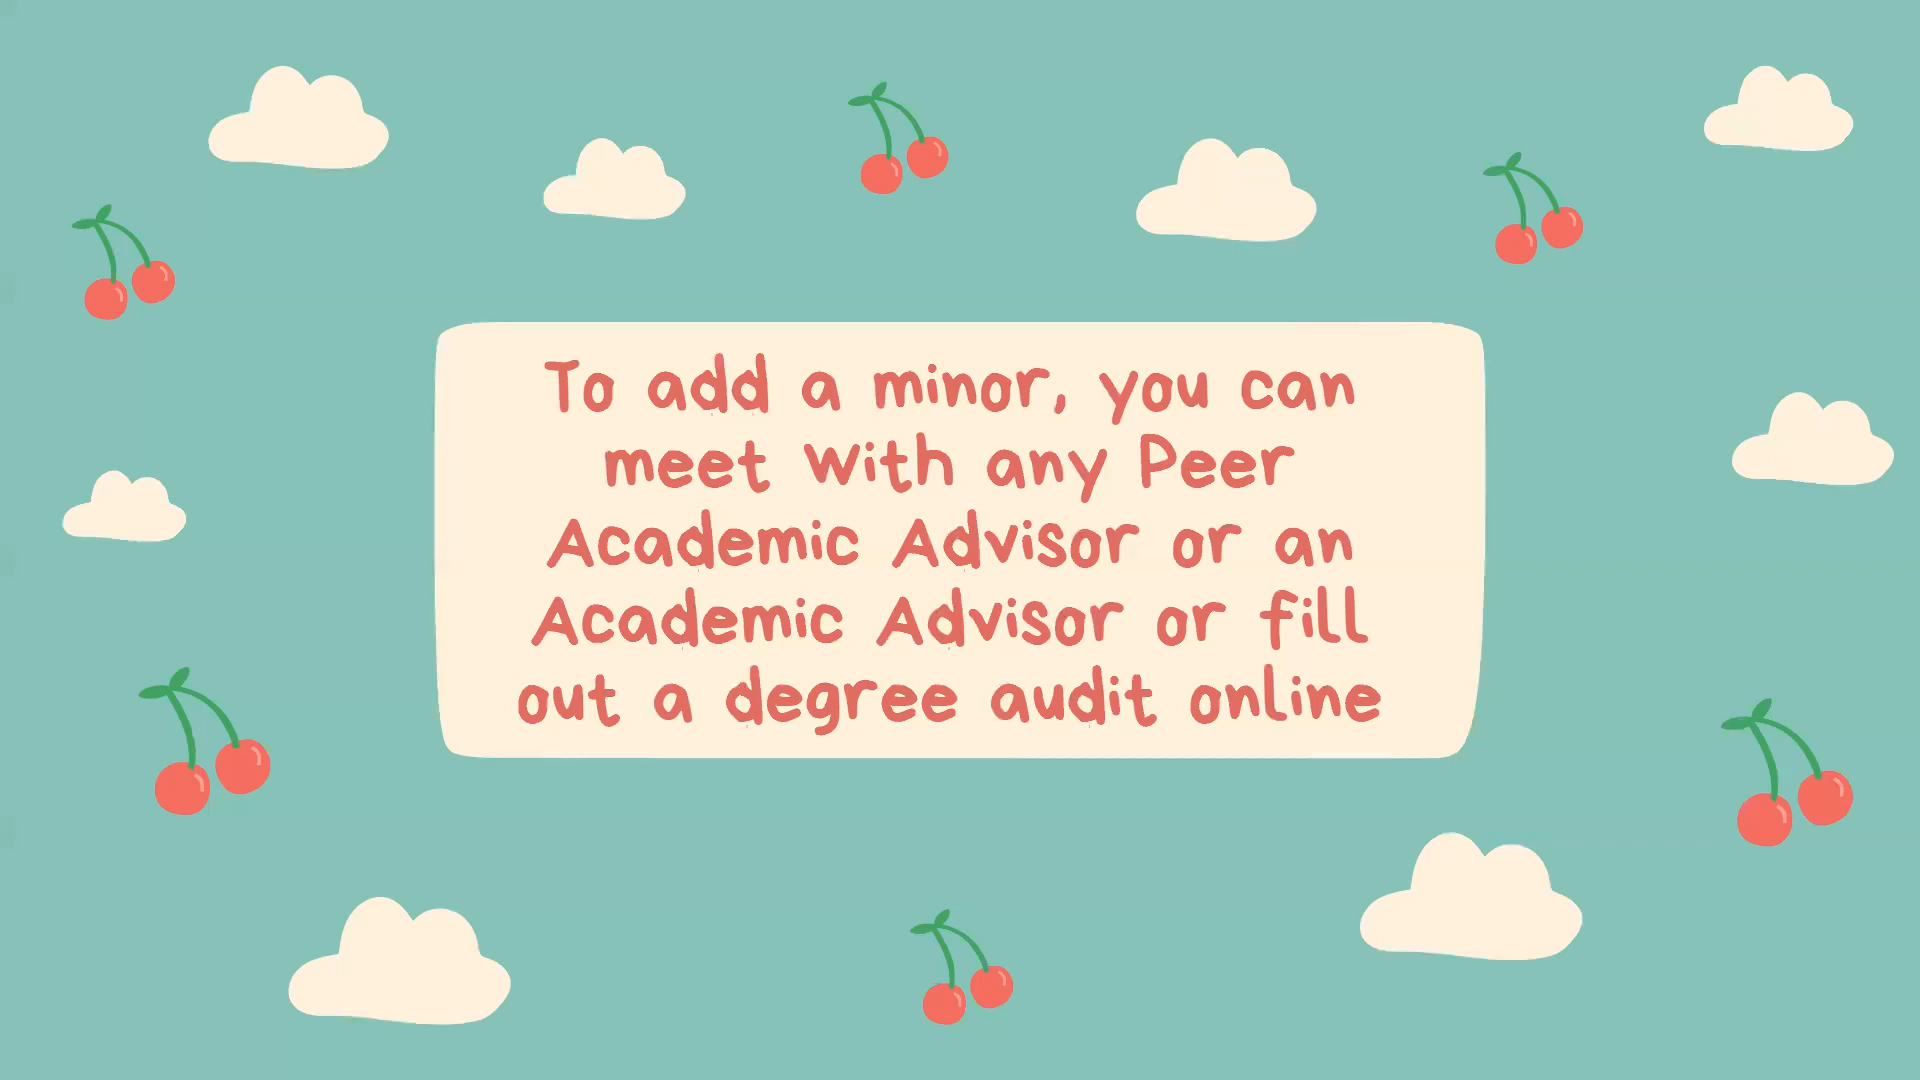 To add a minor, you can
meet with any Peer
Academic Advisor or an
Academic Advisor or fill
out a degree audit online